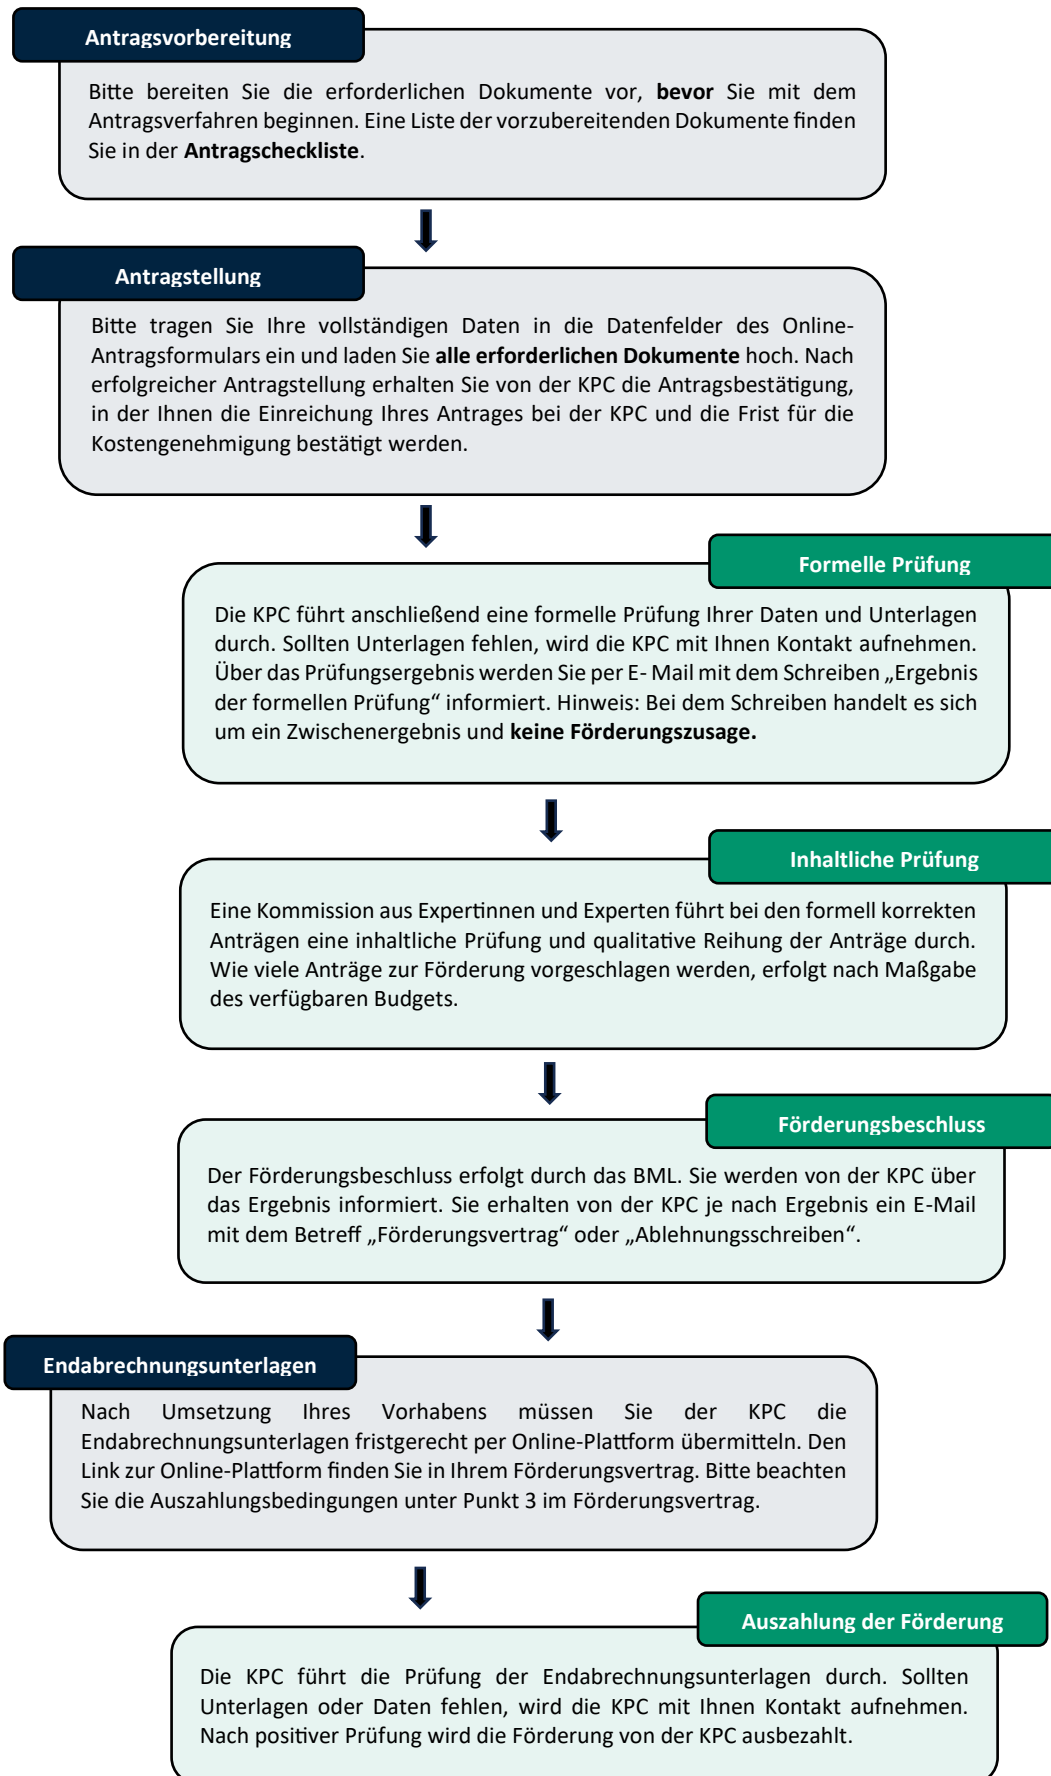 Antragsvorbereitung
Bitte bereiten Sie die erforderlichen Dokumente vor, bevor Sie mit dem
Antragsverfahren beginnen. Eine Liste der vorzubereitenden Dokumente finden
Sie in der Antragscheckliste.
Antragstellung
Bitte tragen Sie Ihre vollständigen Daten in die Datenfelder des Online-
Antragsformulars ein und laden Sie alle erforderlichen Dokumente hoch. Nach
erfolgreicher Antragstellung erhalten Sie von der KPC die Antragsbestätigung,
in der Ihnen die Einreichung Ihres Antrages bei der KPC und die Frist für die
Kostengenehmigung bestätigt werden.
Formelle Prüfung
Die KPC führt anschließend eine formelle Prüfung Ihrer Daten und Unterlagen
durch. Sollten Unterlagen fehlen, wird die KPC mit Ihnen Kontakt aufnehmen.
Über das Prüfungsergebnis werden Sie per E- Mail mit dem Schreiben „Ergebnis
der formellen Prüfung“ informiert. Hinweis: Bei dem Schreiben handelt es sich
um ein Zwischenergebnis und keine Förderungszusage.
Inhaltliche Prüfung
Eine Kommission aus Expertinnen und Experten führt bei den formell korrekten
Anträgen eine inhaltliche Prüfung und qualitative Reihung der Anträge durch.
Wie viele Anträge zur Förderung vorgeschlagen werden, erfolgt nach Maßgabe
des verfügbaren Budgets.
Förderungsbeschluss
Der Förderungsbeschluss erfolgt durch das BML. Sie werden von der KPC über
das Ergebnis informiert. Sie erhalten von der KPC je nach Ergebnis ein E-Mail
mit dem Betreff „Förderungsvertrag“ oder „Ablehnungsschreiben“.
Endabrechnungsunterlagen
Nach Umsetzung Ihres Vorhabens müssen Sie der KPC die
Endabrechnungsunterlagen fristgerecht per Online-Plattform übermitteln. Den
Link zur Online-Plattform finden Sie in Ihrem Förderungsvertrag. Bitte beachten
Sie die Auszahlungsbedingungen unter Punkt 3 im Förderungsvertrag.
Auszahlung der Förderung
Die KPC führt die Prüfung der Endabrechnungsunterlagen durch. Sollten
Unterlagen oder Daten fehlen, wird die KPC mit Ihnen Kontakt aufnehmen.
Nach positiver Prüfung wird die Förderung von der KPC ausbezahlt.